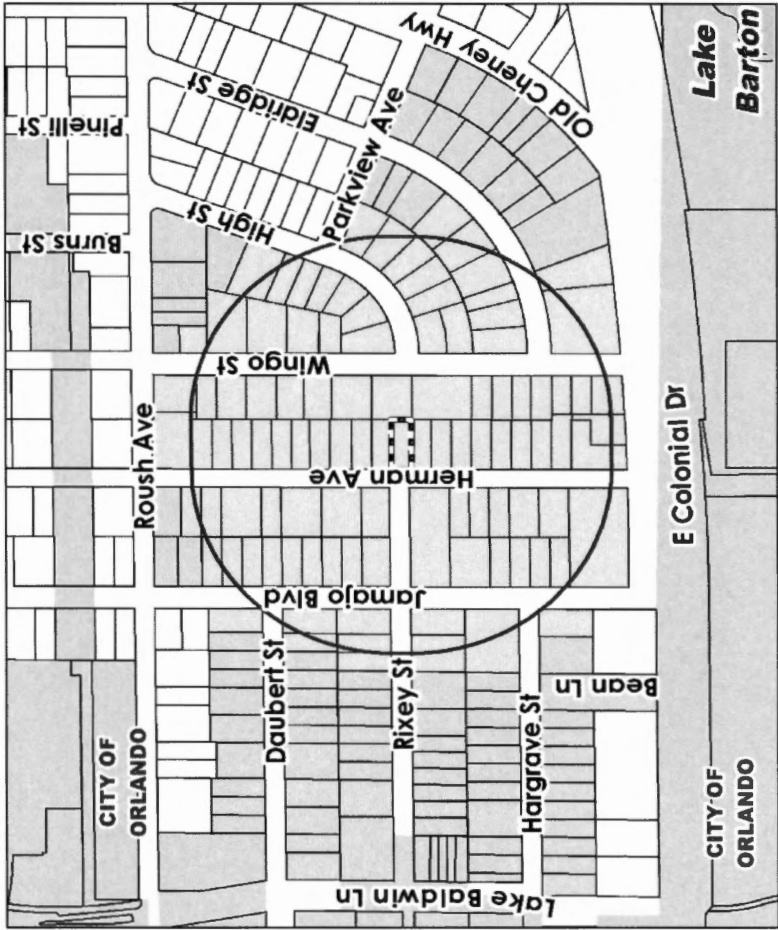 Pinelli St
Burns St
Eldridge St
High St
Parkview Ave
Old Cheney Hwy
Lake
Barton
Wingo St
Roush Ave
Herman Ave
Jamajo Blvd
E Colonial Dr
Daubert St
Rixey St
Hargrave St
Bean Ln
Lake Baldwin Ln
CITY OF
ORLANDO
CITY OF
ORLANDO